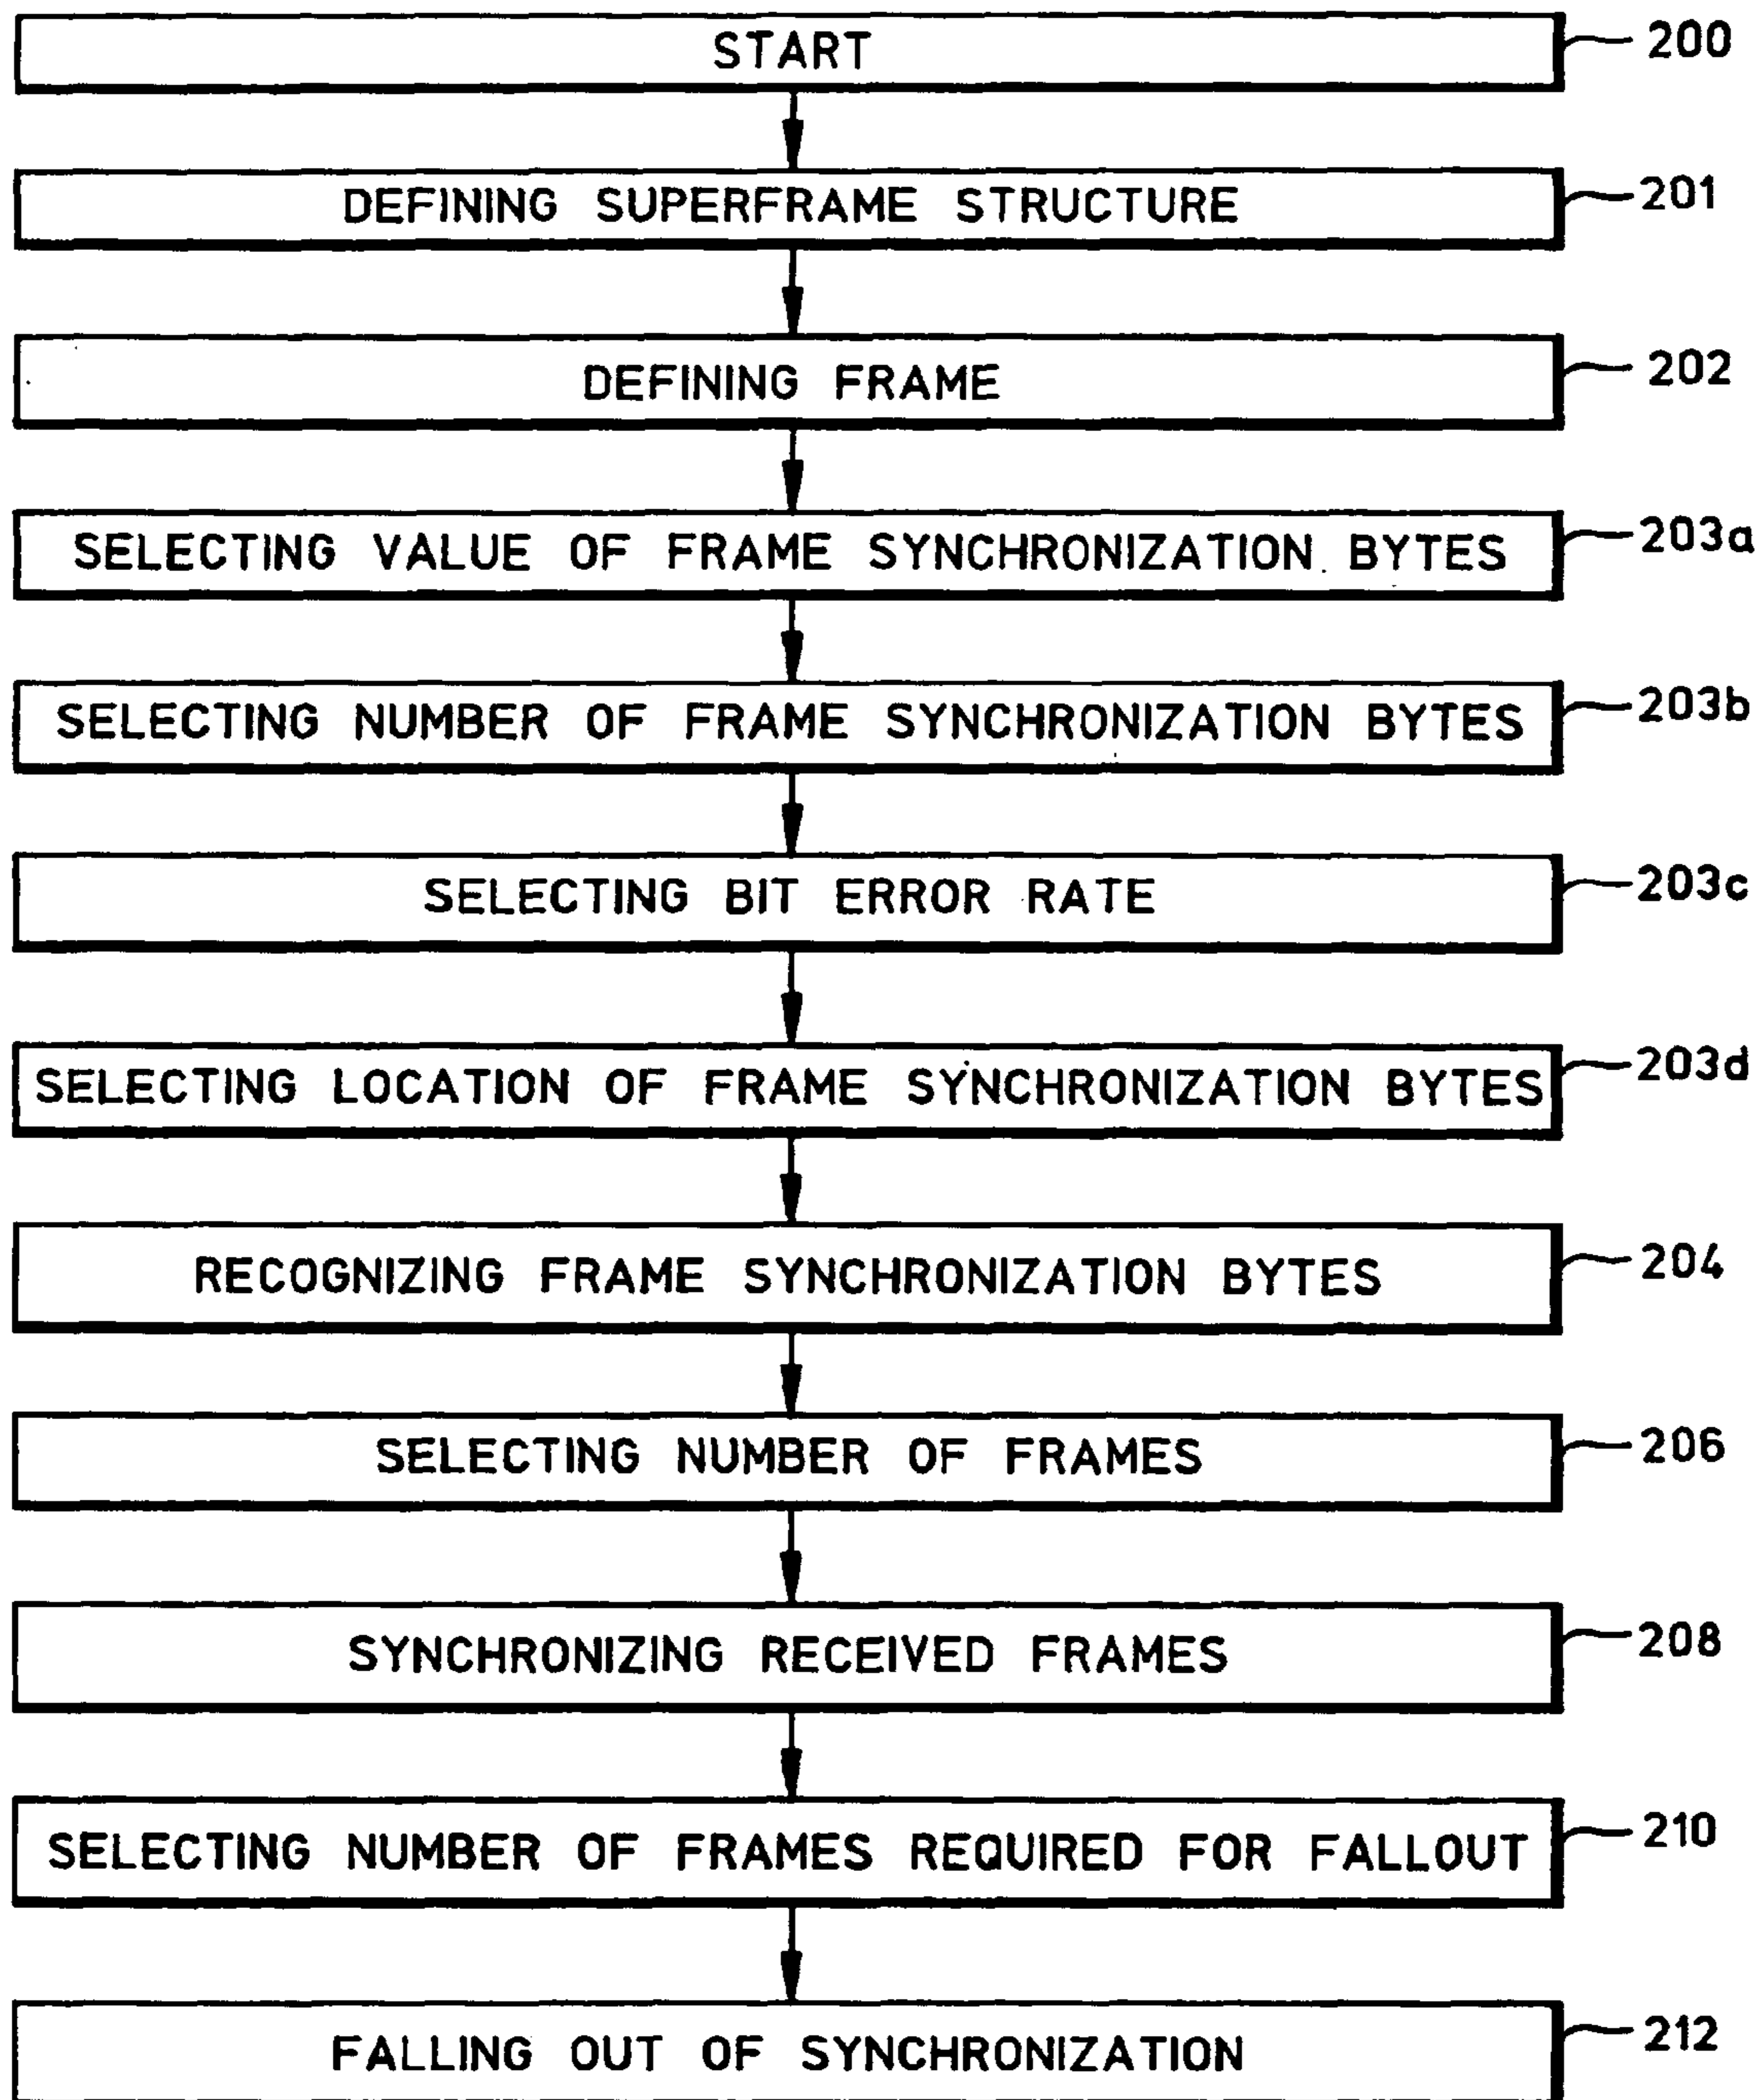 START 200
DEFINING SUPERFRAME STRUCTURE 201
DEFINING FRAME 202
SELECTING VALUE OF FRAME SYNCHRONIZATION BYTES 203a
SELECTING NUMBER OF FRAME SYNCHRONIZATION BYTES 203b
SELECTING BIT ERROR RATE 203c
SELECTING LOCATION OF FRAME SYNCHRONIZATION BYTES 203d
RECOGNIZING FRAME SYNCHRONIZATION BYTES 204
SELECTING NUMBER OF FRAMES 206
SYNCHRONIZING RECEIVED FRAMES 208
SELECTING NUMBER OF FRAMES REQUIRED FOR FALLOUT 210
FALLING OUT OF SYNCHRONIZATION 212